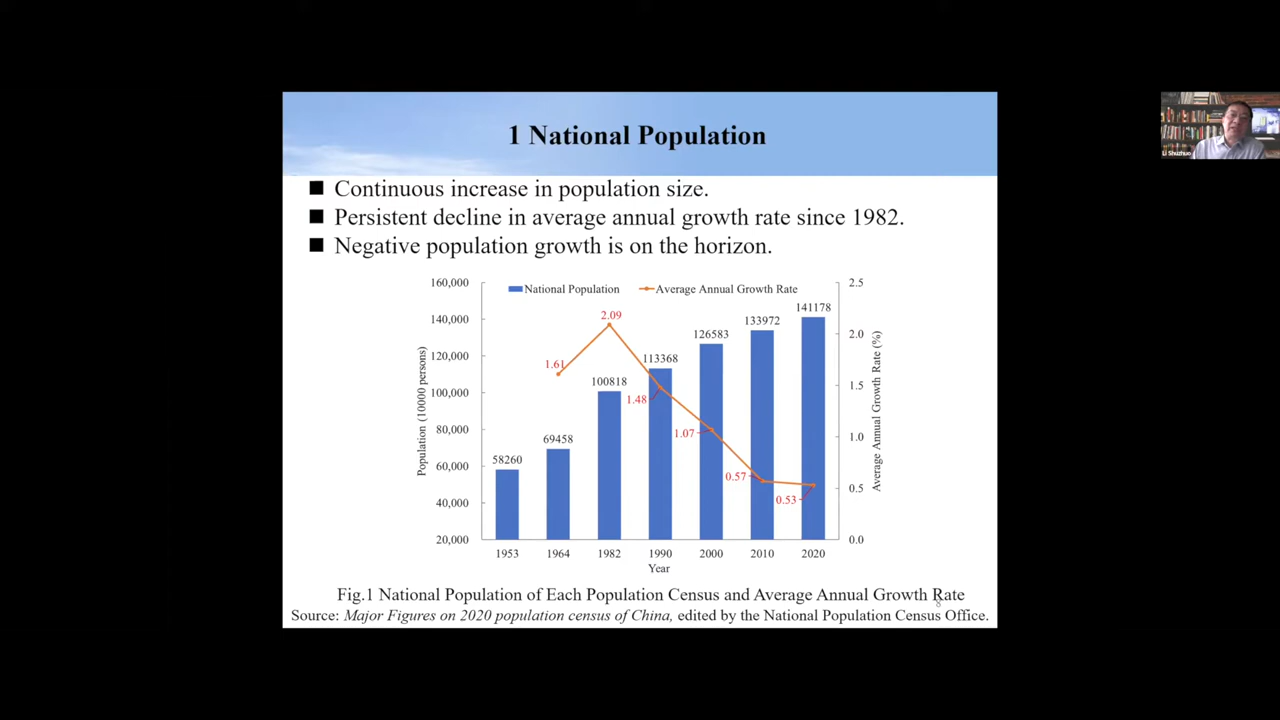 1 National Population
Li Shuzhuo
■ Continuous increase in population size.
■ Persistent decline in average annual growth rate since 1982.
■ Negative population growth is on the horizon.
National Population
Average Annual Growth Rate
160,000
140,000
120,000
100,000
80,000
60,000
40,000
20,000
Population (10000 persons)
58260
69458
100818
113368
126583
133972
141178
1.61
2.09
1.48
1.07
0.57
0.53
2.5
2.0
1.5
1.0
0.5
0.0
Average Annual Growth Rate (%)
1953 1964 1982 1990 2000 2010 2020
Year
Fig.1 National Population of Each Population Census and Average Annual Growth Rate
8
Source: Major Figures on 2020 population census of China, edited by the National Population Census Office.